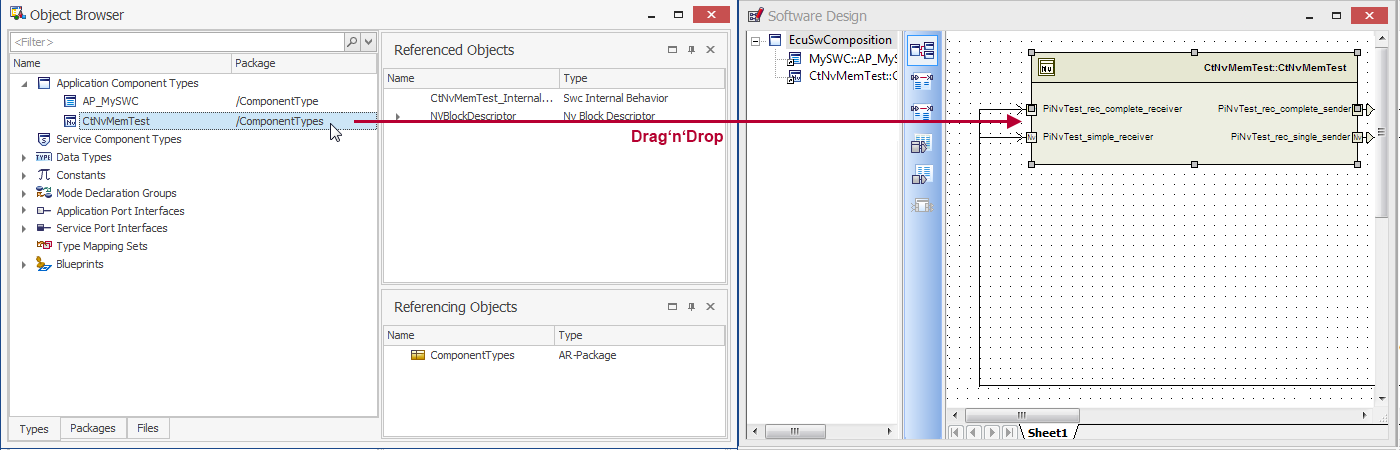 Object Browser
<Filter>
Name Package
Application Component Types
AP_MySWC /ComponentType
CtNvMemTest /ComponentTypes
Service Component Types
TYPE Data Types
π Constants
Mode Declaration Groups
Application Port Interfaces
Service Port Interfaces
Type Mapping Sets
Blueprints
Types Packages Files
Referenced Objects
Name Type
CtNvMemTest_Internal... Swc Internal Behavior
NVBlockDescriptor Nv Block Descriptor
Drag‘n‘Drop
Referencing Objects
Name Type
ComponentTypes AR-Package
Software Design
EcuSwComposition
MySWC::AP_MyS
CtNvMemTest::C
Nv CtNvMemTest::CtNvMemTest
PiNvTest_rec_complete_receiver PiNvTest_rec_complete_sender
PiNvTest_simple_receiver PiNvTest_rec_single_sender
Sheet1